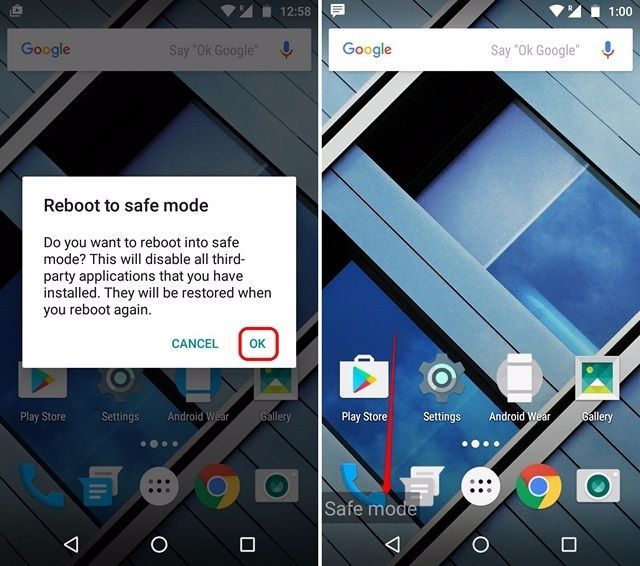 12:58
Google Say "Ok Google"
Reboot to safe mode
Do you want to reboot into safe
mode? This will disable all third-
party applications that you have
installed. They will be restored when
you reboot again.
CANCEL OK
Play Store Settings Android Wear Gallery
R 1:00
Google Say "Ok Google"
Play Store Settings Android Wear Gallery
Safe mode